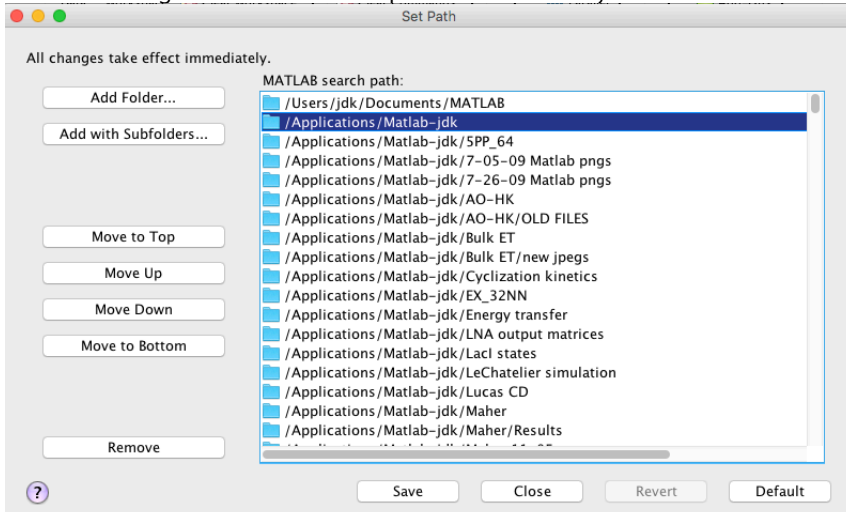 Set Path
All changes take effect immediately.
MATLAB search path:
Add Folder...
Add with Subfolders...
Move to Top
Move Up
Move Down
Move to Bottom
Remove
/Users/jdk/Documents/MATLAB
/Applications/Matlab-jdk
/Applications/Matlab-jdk/5PP_64
/Applications/Matlab-jdk/7-05-09 Matlab pngs
/Applications/Matlab-jdk/7-26-09 Matlab pngs
/Applications/Matlab-jdk/AO-HK
/Applications/Matlab-jdk/AO-HK/OLD FILES
/Applications/Matlab-jdk/Bulk ET
/Applications/Matlab-jdk/Bulk ET/new jpegs
/Applications/Matlab-jdk/Cyclization kinetics
/Applications/Matlab-jdk/EX_32NN
/Applications/Matlab-jdk/Energy transfer
/Applications/Matlab-jdk/LNA output matrices
/Applications/Matlab-jdk/LacI states
/Applications/Matlab-jdk/LeChatelier simulation
/Applications/Matlab-jdk/Lucas CD
/Applications/Matlab-jdk/Maher
/Applications/Matlab-jdk/Maher/Results
?
Save
Close
Revert
Default